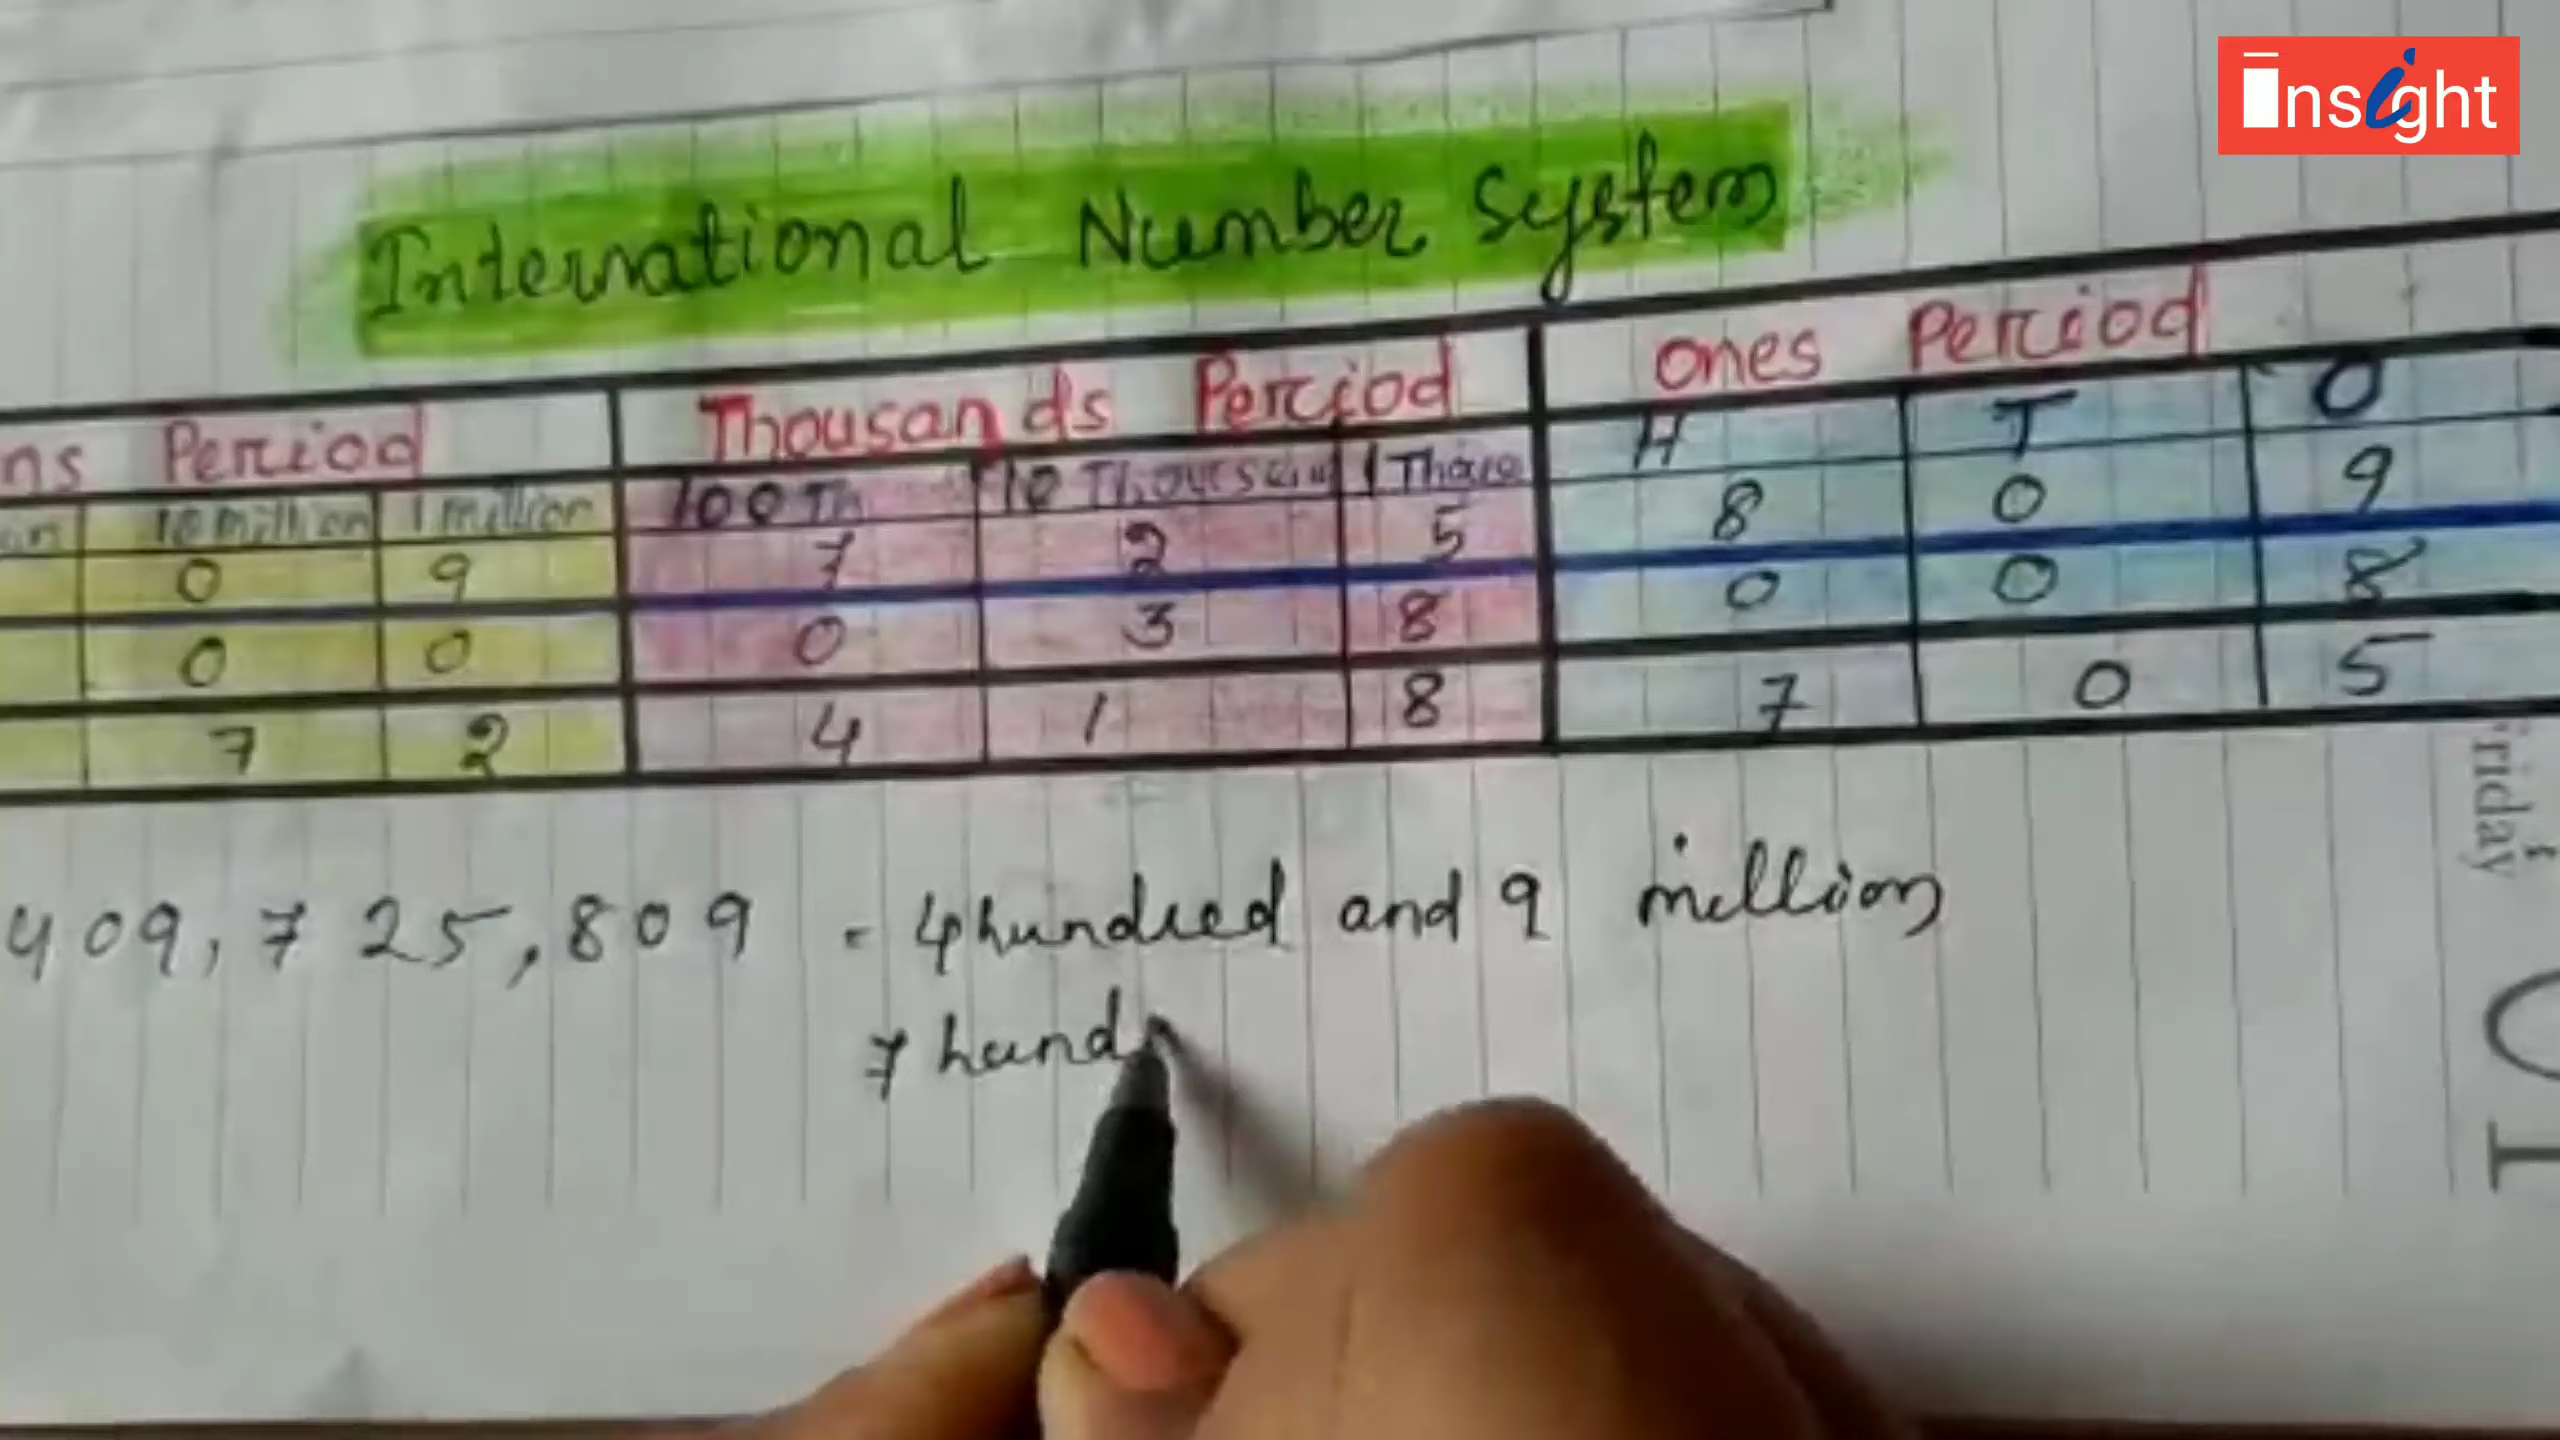 Insight
International Number System
ns Period Thousands Period Ones Period
10 million 1 million 100 Th 10 Thousand H T O
0 9 7 2 5 8 0 9
0 0 0 3 8 0 0 8
7 2 4 1 8 7 0 5
409,725,809 - 4 hundred and 9 million
7 hund